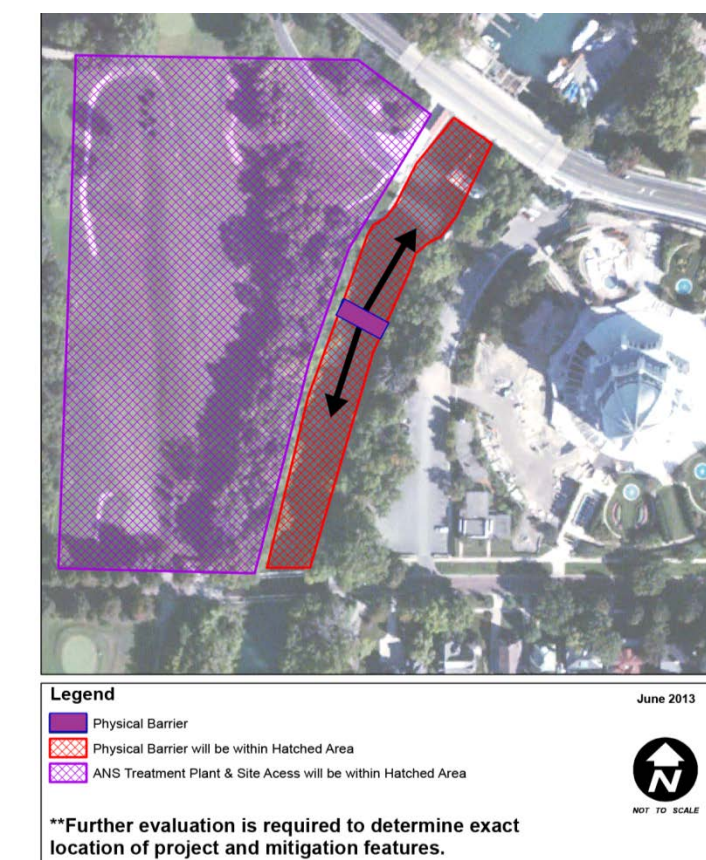 Legend
June 2013
Physical Barrier
Physical Barrier will be within Hatched Area
ANS Treatment Plant & Site Acess will be within Hatched Area
N
NOT TO SCALE
**Further evaluation is required to determine exact
location of project and mitigation features.